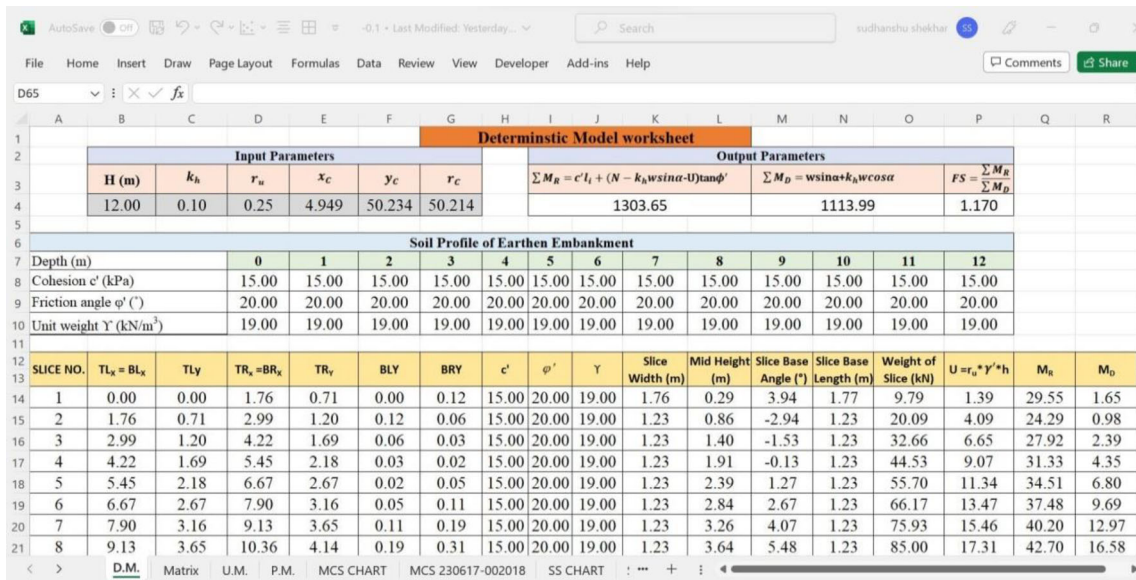 AutoSave Off -0.1 • Last Modified: Yesterday... Search sudhanshu shekhar SS
File Home Insert Draw Page Layout Formulas Data Review View Developer Add-ins Help Comments Share
D65 fx
A B C D E F G H I J K L M N O P Q R
1 Determinstic Model worksheet
2 Input Parameters Output Parameters
3 H (m) kₕ rᵤ x_C y_C r_C ∑M_R = c'lᵢ + (N − kₕwsinα-U)tanϕ' ∑M_D = wsinα+kₕwcosα FS = ∑M_R / ∑M_D
4 12.00 0.10 0.25 4.949 50.234 50.214 1303.65 1113.99 1.170
5
6 Soil Profile of Earthen Embankment
7 Depth (m) 0 1 2 3 4 5 6 7 8 9 10 11 12
8 Cohesion c' (kPa) 15.00 15.00 15.00 15.00 15.00 15.00 15.00 15.00 15.00 15.00 15.00 15.00 15.00
9 Friction angle φ' (˚) 20.00 20.00 20.00 20.00 20.00 20.00 20.00 20.00 20.00 20.00 20.00 20.00 20.00
10 Unit weight ϒ (kN/m³) 19.00 19.00 19.00 19.00 19.00 19.00 19.00 19.00 19.00 19.00 19.00 19.00 19.00
11
12 Slice Mid Height Slice Base Slice Base Weight of
SLICE NO. TLₓ = BLₓ TLy TRₓ =BRₓ TRᵧ BLY BRY c' φ' ϒ U =rᵤ*γ'*h M_R M_D
13 Width (m) (m) Angle (°) Length (m) Slice (kN)
14 1 0.00 0.00 1.76 0.71 0.00 0.12 15.00 20.00 19.00 1.76 0.29 3.94 1.77 9.79 1.39 29.55 1.65
15 2 1.76 0.71 2.99 1.20 0.12 0.06 15.00 20.00 19.00 1.23 0.86 -2.94 1.23 20.09 4.09 24.29 0.98
16 3 2.99 1.20 4.22 1.69 0.06 0.03 15.00 20.00 19.00 1.23 1.40 -1.53 1.23 32.66 6.65 27.92 2.39
17 4 4.22 1.69 5.45 2.18 0.03 0.02 15.00 20.00 19.00 1.23 1.91 -0.13 1.23 44.53 9.07 31.33 4.35
18 5 5.45 2.18 6.67 2.67 0.02 0.05 15.00 20.00 19.00 1.23 2.39 1.27 1.23 55.70 11.34 34.51 6.80
19 6 6.67 2.67 7.90 3.16 0.05 0.11 15.00 20.00 19.00 1.23 2.84 2.67 1.23 66.17 13.47 37.48 9.69
20 7 7.90 3.16 9.13 3.65 0.11 0.19 15.00 20.00 19.00 1.23 3.26 4.07 1.23 75.93 15.46 40.20 12.97
21 8 9.13 3.65 10.36 4.14 0.19 0.31 15.00 20.00 19.00 1.23 3.64 5.48 1.23 85.00 17.31 42.70 16.58
D.M. Matrix U.M. P.M. MCS CHART MCS 230617-002018 SS CHART ...